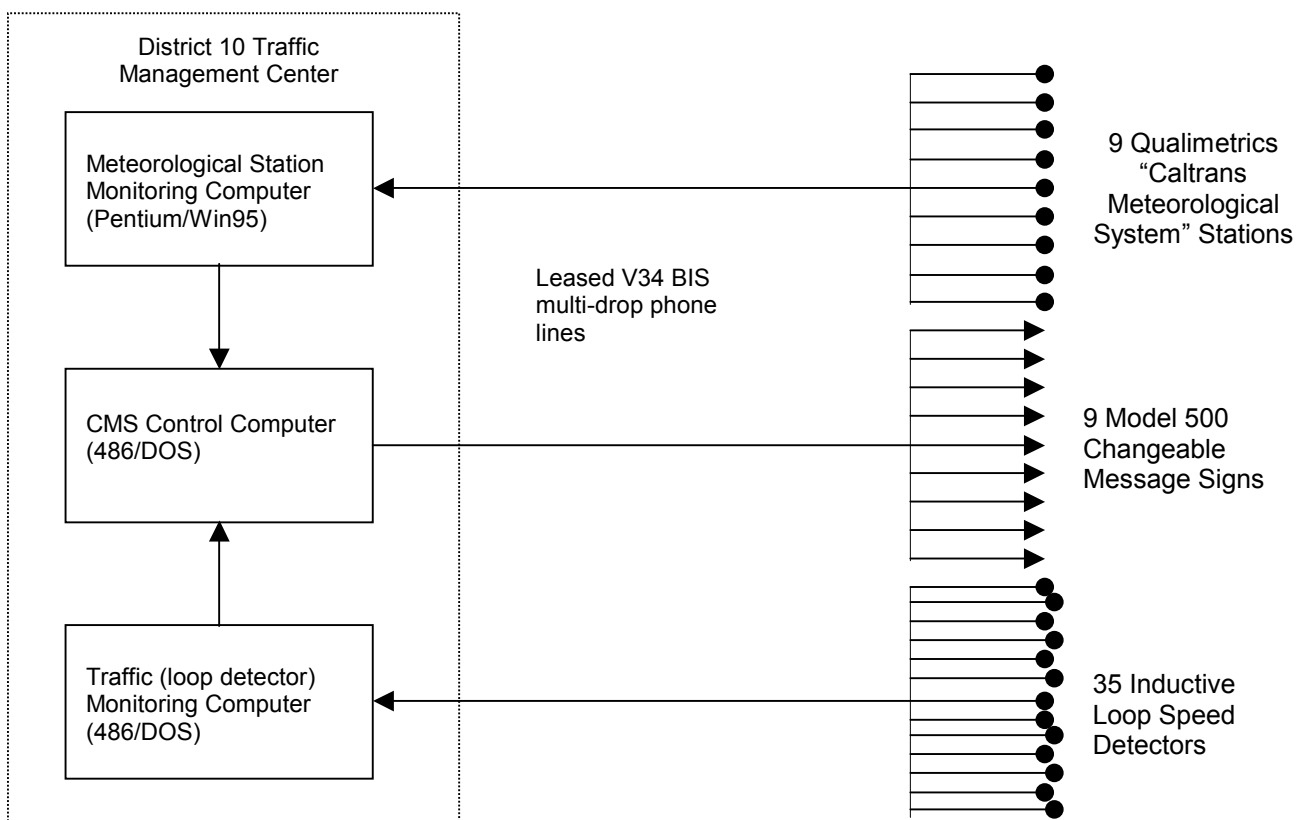 District 10 Traffic
Management Center
Meteorological Station
Monitoring Computer
(Pentium/Win95)
9 Qualimetrics
“Caltrans
Meteorological
System” Stations
Leased V34 BIS
multi-drop phone
lines
CMS Control Computer
(486/DOS)
9 Model 500
Changeable
Message Signs
Traffic (loop detector)
Monitoring Computer
(486/DOS)
35 Inductive
Loop Speed
Detectors